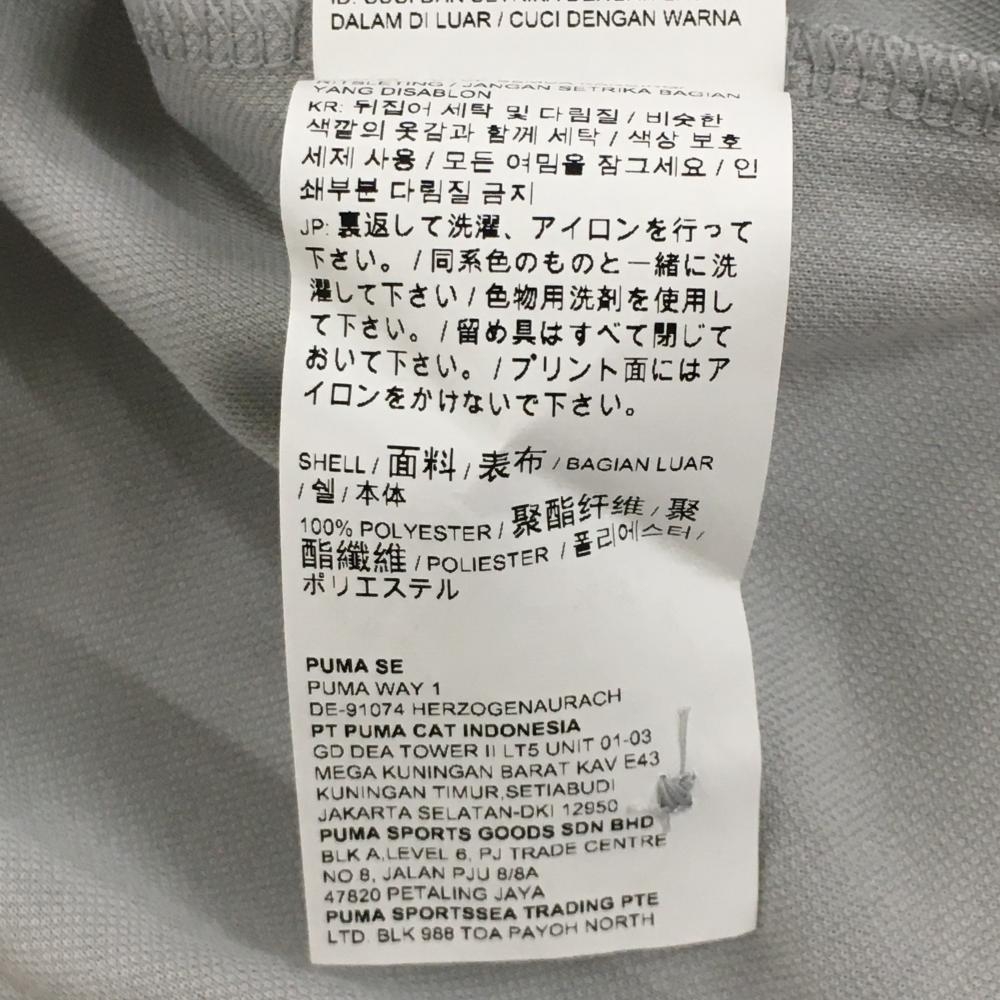 DALAM DI LUAR / CUCI DENGAN WARNA
YANG DISABLON
KR: 뒤집어 세탁 및 다림질 / 비슷한
색깔의 옷감과 함께 세탁 / 색상 보호
세제 사용 / 모든 여밈을 잠그세요 / 인
쇄부분 다림질 금지
JP: 裏返して洗濯、アイロンを行って
下さい。 / 同系色のものと一緒に洗
濯して下さい / 色物用洗剤を使用し
て下さい。 / 留め具はすべて閉じて
おいて下さい。 / プリント面にはア
イロンをかけないで下さい。
SHELL / 面料 / 表布 / BAGIAN LUAR
/ 쉘 / 本体
100% POLYESTER / 聚酯纤维 / 聚
酯纖維 / POLIESTER / 폴리에스터 /
ポリエステル
PUMA SE
PUMA WAY 1
DE-91074 HERZOGENAURACH
PT PUMA CAT INDONESIA
GD DEA TOWER II LT5 UNIT 01-03
MEGA KUNINGAN BARAT KAV E43
KUNINGAN TIMUR,SETIABUDI
JAKARTA SELATAN-DKI 12950
PUMA SPORTS GOODS SDN BHD
BLK A,LEVEL 6, PJ TRADE CENTRE
NO 8, JALAN PJU 8/8A
47820 PETALING JAYA
PUMA SPORTSSEA TRADING PTE
LTD. BLK 988 TOA PAYOH NORTH